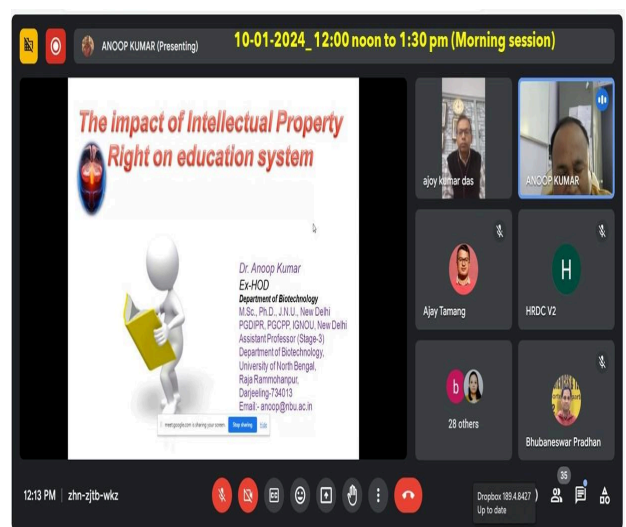 ANOOP KUMAR (Presenting)
10-01-2024_12:00 noon to 1:30 pm (Morning session)
The impact of Intellectual Property
Right on education system
Dr. Anoop Kumar
Ex-HOD
Department of Biotechnology
M.Sc., Ph.D., J.N.U., New Delhi
PGDIPR, PGCPP, IGNOU, New Delhi
Assistant Professor (Stage-3)
Department of Biotechnology,
University of North Bengal,
Raja Rammohanpur,
Darjeeling-734013
Email:- anoop@nbu.ac.in
meet.google.com is sharing your screen.
Stop sharing
Hide
ajoy kumar das
ANOOP KUMAR
Ajay Tamang
H
HRDC V2
b
28 others
Bhubaneswar Pradhan
12:13 PM | zhn-zjtb-wkz
Dropbox 189.4.8427
Up to date
35